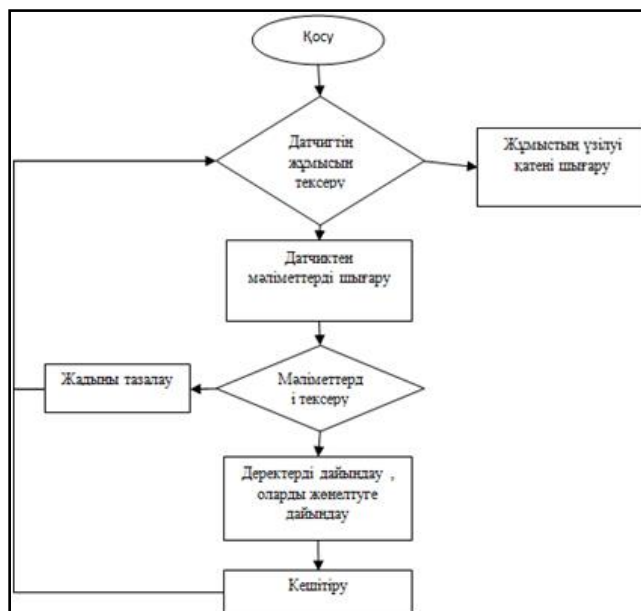 Қосу
Датчигтің
жұмысын
тексеру
Жұмыстың үзілуі
қатені шығару
Датчиктен
мәліметтерді шығару
Жадыны тазалау
Мәліметтерд
і тексеру
Деректерді дайындау ,
оларды жөнелтуге
дайындау
Кешітіру